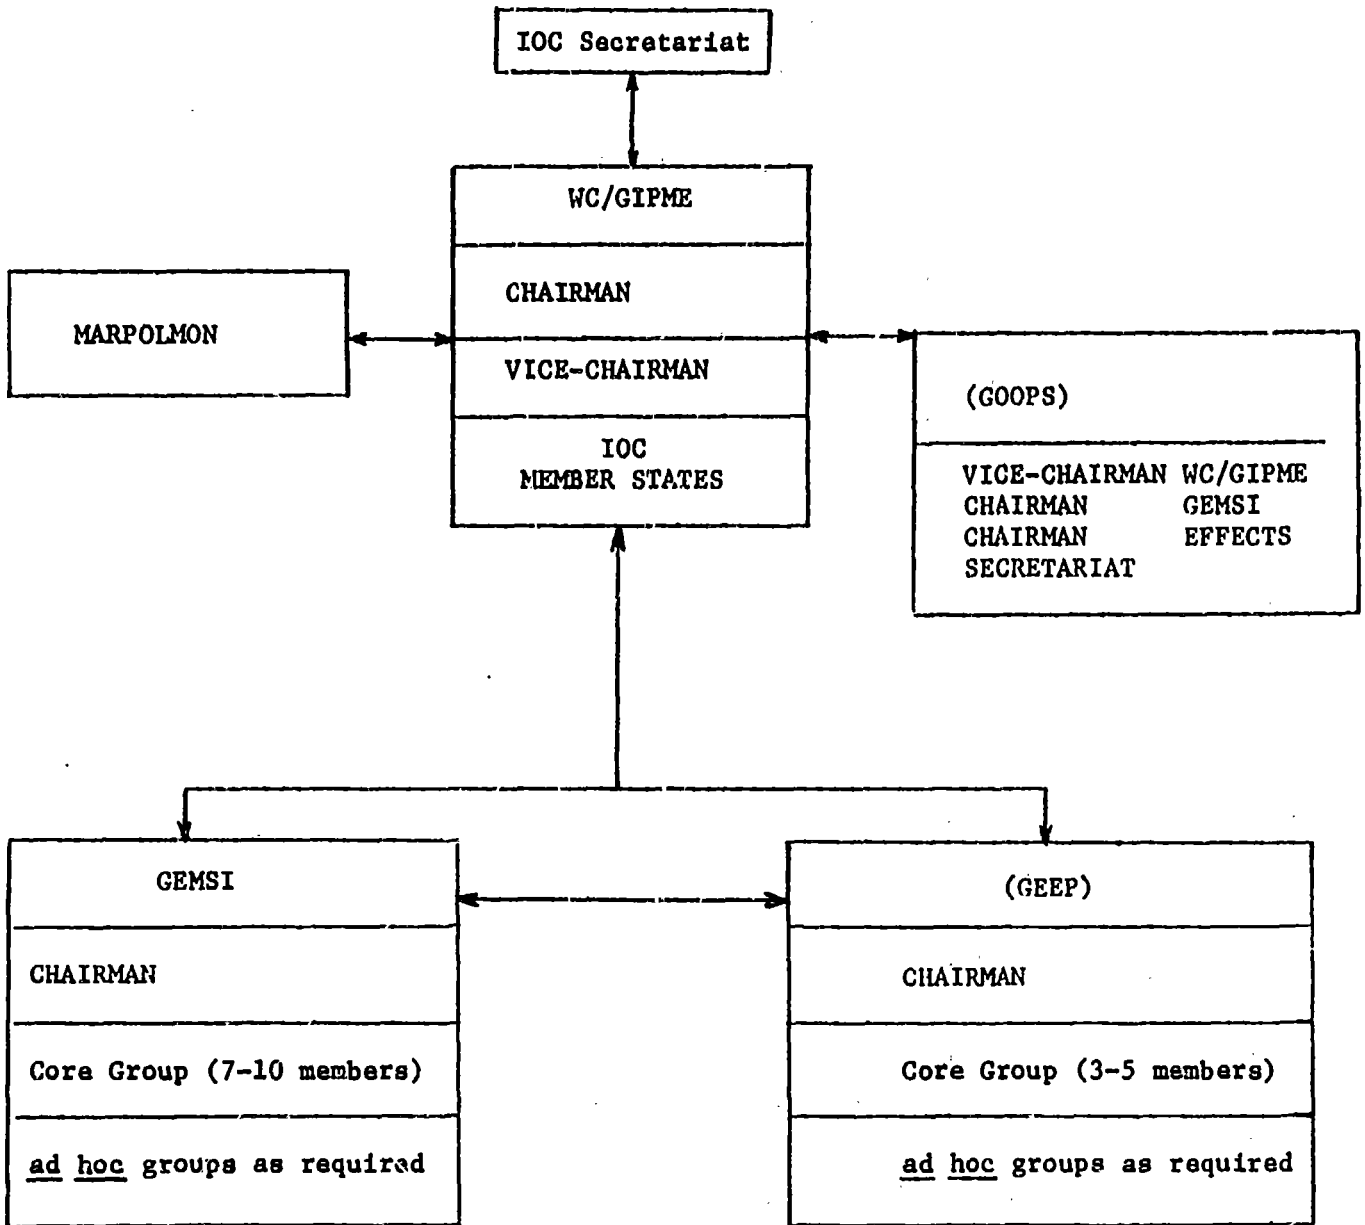 IOC Secretariat
WC/GIPME
CHAIRMAN
VICE-CHAIRMAN
IOC
MEMBER STATES
MARPOLMON
(GOOPS)
VICE-CHAIRMAN WC/GIPME
CHAIRMAN GEMSI
CHAIRMAN EFFECTS
SECRETARIAT
GEMSI
CHAIRMAN
Core Group (7-10 members)
ad hoc groups as required
(GEEP)
CHAIRMAN
Core Group (3-5 members)
ad hoc groups as required